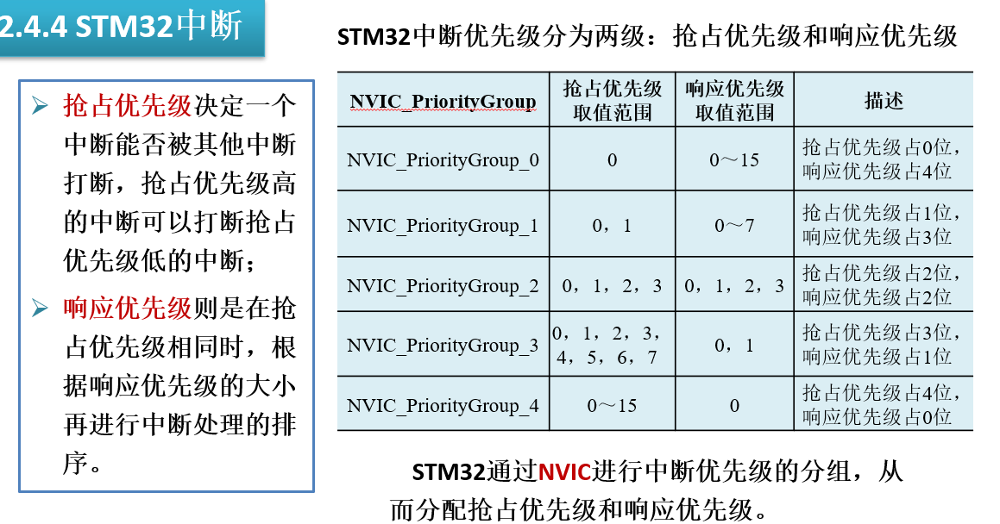 2.4.4 STM32中断
STM32中断优先级分为两级：抢占优先级和响应优先级
➢ 抢占优先级决定一个
中断能否被其他中断
打断，抢占优先级高
的中断可以打断抢占
优先级低的中断；
➢ 响应优先级则是在抢
占优先级相同时，根
据响应优先级的大小
再进行中断处理的排
序。
NVIC_PriorityGroup
抢占优先级
取值范围
响应优先级
取值范围
描述
NVIC_PriorityGroup_0
0
0～15
抢占优先级占0位，
响应优先级占4位
NVIC_PriorityGroup_1
0，1
0～7
抢占优先级占1位，
响应优先级占3位
NVIC_PriorityGroup_2
0，1，2，3
0，1，2，3
抢占优先级占2位，
响应优先级占2位
NVIC_PriorityGroup_3
0，1，2，3，
4，5，6，7
0，1
抢占优先级占3位，
响应优先级占1位
NVIC_PriorityGroup_4
0～15
0
抢占优先级占4位，
响应优先级占0位
STM32通过NVIC进行中断优先级的分组，从
而分配抢占优先级和响应优先级。